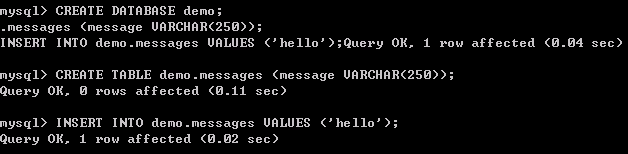 mysql> CREATE DATABASE demo;
.messages (message VARCHAR(250));
INSERT INTO demo.messages VALUES ('hello');Query OK, 1 row affected (0.04 sec)
mysql> CREATE TABLE demo.messages (message VARCHAR(250));
Query OK, 0 rows affected (0.11 sec)
mysql> INSERT INTO demo.messages VALUES ('hello');
Query OK, 1 row affected (0.02 sec)